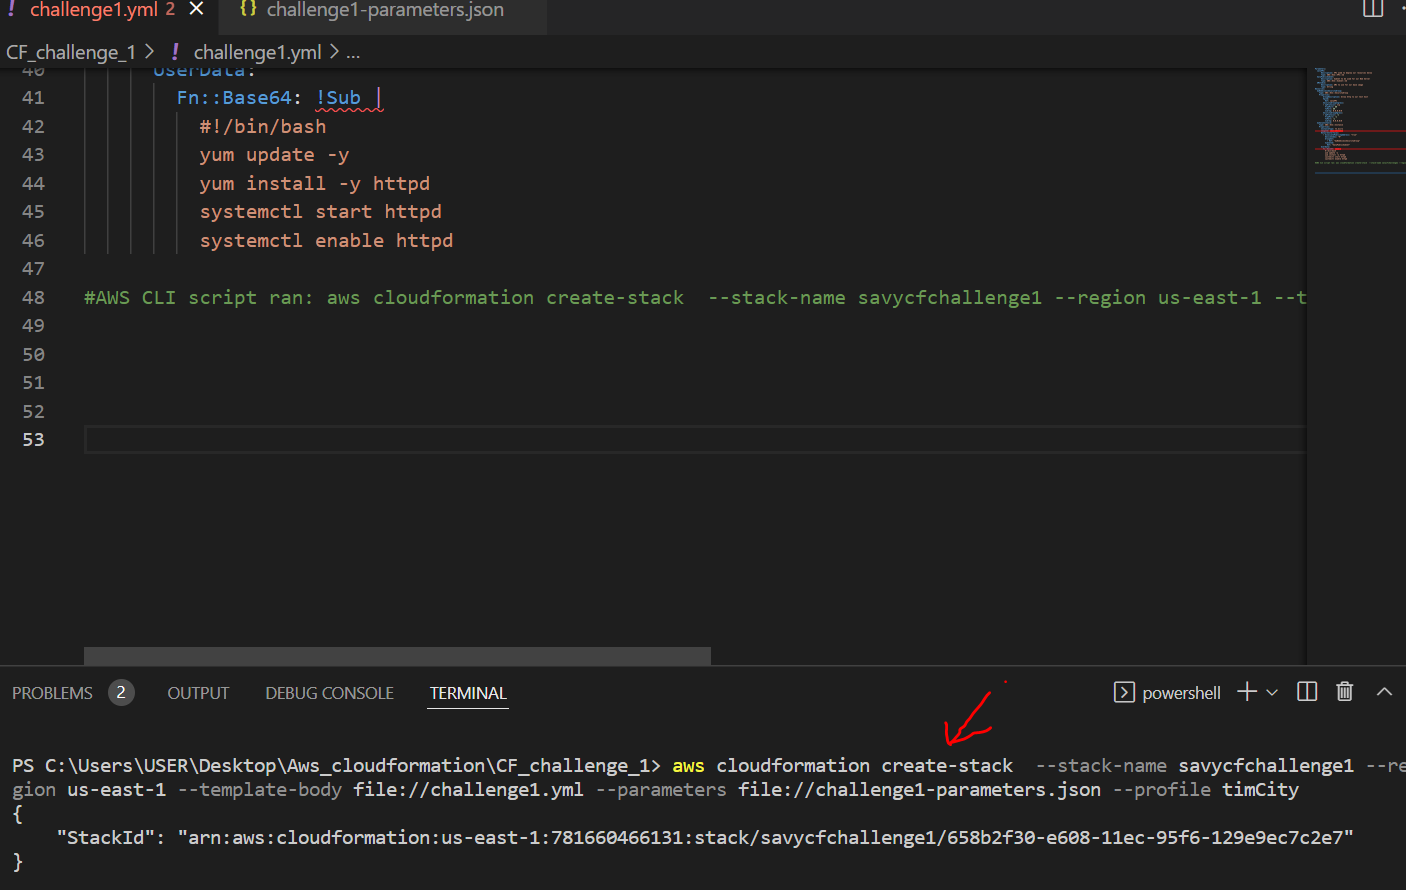 ! challenge1.yml 2 ✕ {} challenge1-parameters.json
CF_challenge_1 > ! challenge1.yml > ...
40 UserData:
41 Fn::Base64: !Sub |
42 #!/bin/bash
43 yum update -y
44 yum install -y httpd
45 systemctl start httpd
46 systemctl enable httpd
47
48 #AWS CLI script ran: aws cloudformation create-stack  --stack-name savycfchallenge1 --region us-east-1 --t
49
50
51
52
53
PROBLEMS 2 OUTPUT DEBUG CONSOLE TERMINAL powershell
PS C:\Users\USER\Desktop\Aws_cloudformation\CF_challenge_1> aws cloudformation create-stack  --stack-name savycfchallenge1 --re
gion us-east-1 --template-body file://challenge1.yml --parameters file://challenge1-parameters.json --profile timCity
{
"StackId": "arn:aws:cloudformation:us-east-1:781660466131:stack/savycfchallenge1/658b2f30-e608-11ec-95f6-129e9ec7c2e7"
}